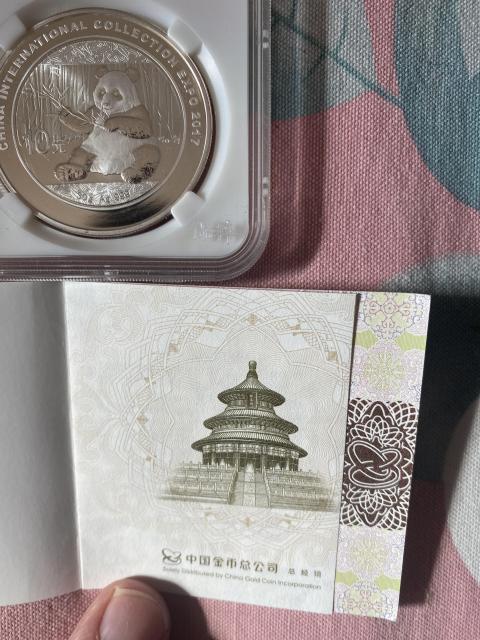 CHINA INTERNATIONAL COLLECTION EXPO 2017
10元
中国金币总公司 总经销
Solely Distributed by China Gold Coin Incorporation